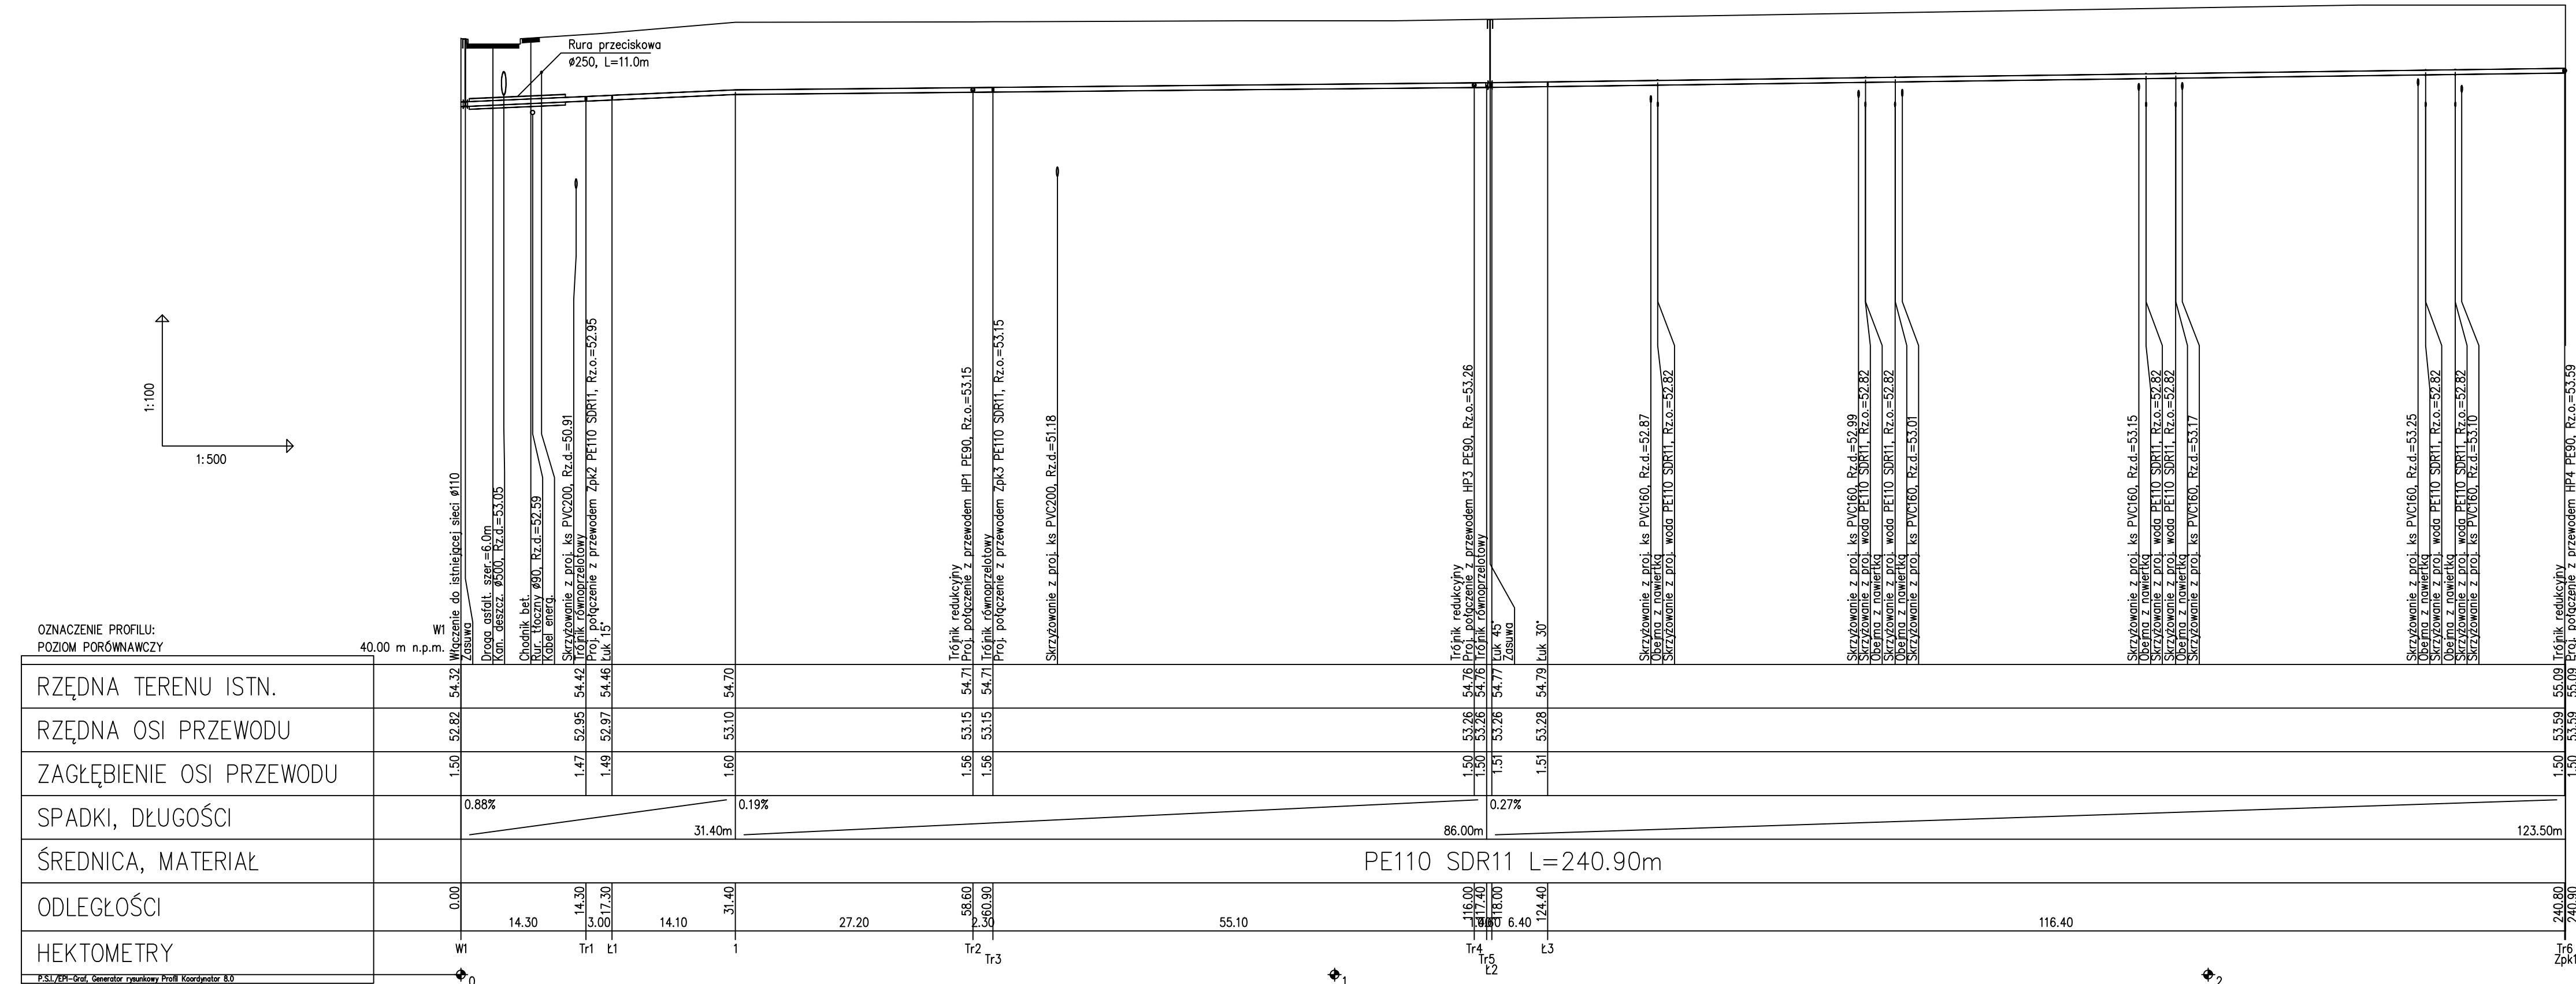 Rura przeciskowa
ø250, L=11.0m
1:100
1:500
OZNACZENIE PROFILU:
W1
POZIOM PORÓWNAWCZY
40.00 m n.p.m.
Włączenie do istniejącej sieci ø110
Zasuwa
Droga asfalt. szer.=6.0m
Kan. deszcz. ø500, Rz.d.=53.05
Chodnik bet.
Rur. tłoczny ø90, Rz.d.=52.59
Kabel energ.
Skrzyżowanie z proj. ks PVC200, Rz.d.=50.91
Trójnik równoprzelotowy
Proj. połączenie z przewodem Zpk2 PE110 SDR11, Rz.o.=52.95
Łuk 15°
Trójnik redukcyjny
Proj. połączenie z przewodem HP1 PE90, Rz.o.=53.15
Trójnik równoprzelotowy
Proj. połączenie z przewodem Zpk3 PE110 SDR11, Rz.o.=53.15
Skrzyżowanie z proj. ks PVC200, Rz.d.=51.18
Trójnik redukcyjny
Proj. połączenie z przewodem HP3 PE90, Rz.o.=53.26
Trójnik równoprzelotowy
Łuk 45°
Zasuwa
Łuk 30°
Skrzyżowanie z proj. ks PVC160, Rz.d.=52.87
Obejma z nawiertką
Skrzyżowanie z proj. woda PE110 SDR11, Rz.o.=52.82
Skrzyżowanie z proj. ks PVC160, Rz.d.=52.99
Obejma z nawiertką
Skrzyżowanie z proj. woda PE110 SDR11, Rz.o.=52.82
Skrzyżowanie z proj. woda PE110 SDR11, Rz.o.=52.82
Obejma z nawiertką
Skrzyżowanie z proj. ks PVC160, Rz.d.=53.01
Skrzyżowanie z proj. ks PVC160, Rz.d.=53.15
Obejma z nawiertką
Skrzyżowanie z proj. woda PE110 SDR11, Rz.o.=52.82
Skrzyżowanie z proj. woda PE110 SDR11, Rz.o.=52.82
Obejma z nawiertką
Skrzyżowanie z proj. ks PVC160, Rz.d.=53.17
Skrzyżowanie z proj. ks PVC160, Rz.d.=53.25
Obejma z nawiertką
Skrzyżowanie z proj. woda PE110 SDR11, Rz.o.=52.82
Obejma z nawiertką
Skrzyżowanie z proj. woda PE110 SDR11, Rz.o.=52.82
Skrzyżowanie z proj. ks PVC160, Rz.d.=53.10
Trójnik redukcyjny
Proj. połączenie z przewodem HP4 PE90, Rz.o.=53.59
RZĘDNA TERENU ISTN.
54.32 54.42 54.46 54.70 54.71 54.71 54.76 54.76 54.77 54.79 55.09 55.09
RZĘDNA OSI PRZEWODU
52.82 52.95 52.97 53.10 53.15 53.15 53.26 53.26 53.26 53.28 53.59 53.59
ZAGŁĘBIENIE OSI PRZEWODU
1.50 1.47 1.49 1.60 1.56 1.56 1.50 1.50 1.51 1.51 1.50 1.50
SPADKI, DŁUGOŚCI
0.88% 31.40m 0.19% 86.00m 0.27% 123.50m
ŚREDNICA, MATERIAŁ
PE110 SDR11 L=240.90m
ODLEGŁOŚCI
0.00 14.30 17.30 31.40 58.60 60.90 116.00 117.40 118.00 124.40 240.80 240.90
14.30 3.00 14.10 27.20 2.30 55.10 6.40 116.40
HEKTOMETRY
W1 Tr1 Ł1 1 Tr2 Tr3 Tr4 Tr5 Ł2 Ł3 Tr6 Zpk1
0 1 2
P.S.I./EPI-Graf, Generator rysunkowy Profil Koordynator 8.0